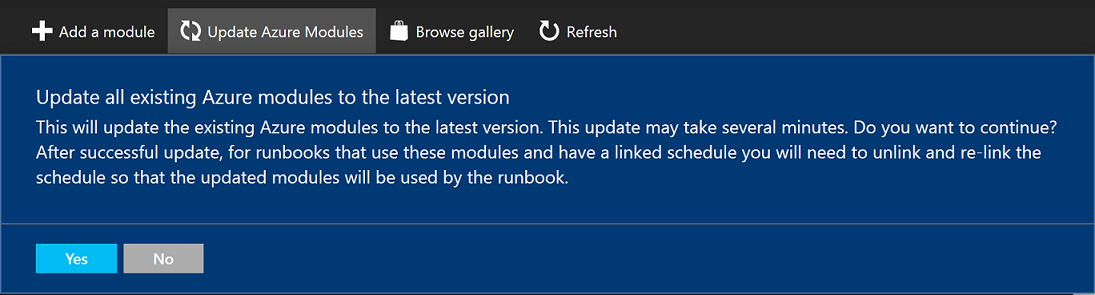 Add a module Update Azure Modules Browse gallery Refresh
Update all existing Azure modules to the latest version
This will update the existing Azure modules to the latest version. This update may take several minutes. Do you want to continue?
After successful update, for runbooks that use these modules and have a linked schedule you will need to unlink and re-link the
schedule so that the updated modules will be used by the runbook.
Yes No